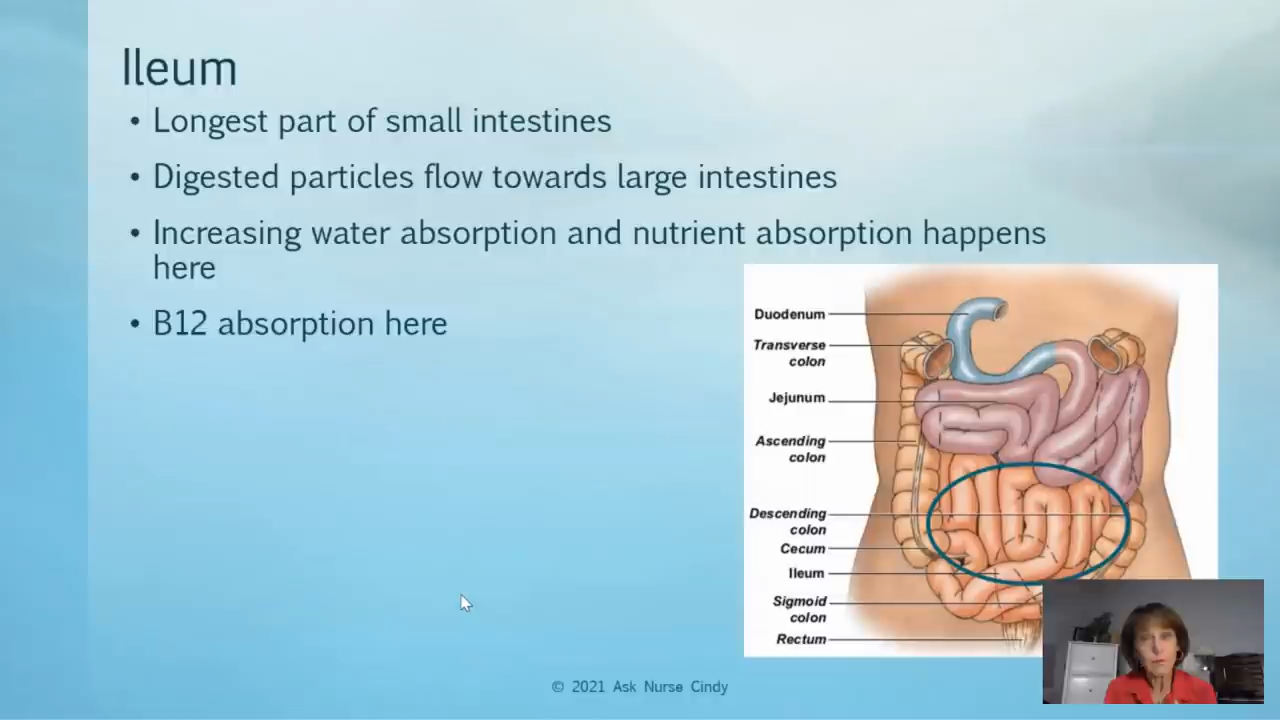 Ileum
• Longest part of small intestines
• Digested particles flow towards large intestines
• Increasing water absorption and nutrient absorption happens
here
• B12 absorption here
Duodenum
Transverse
colon
Jejunum
Ascending
colon
Descending
colon
Cecum
Ileum
Sigmoid
colon
Rectum
© 2021 Ask Nurse Cindy